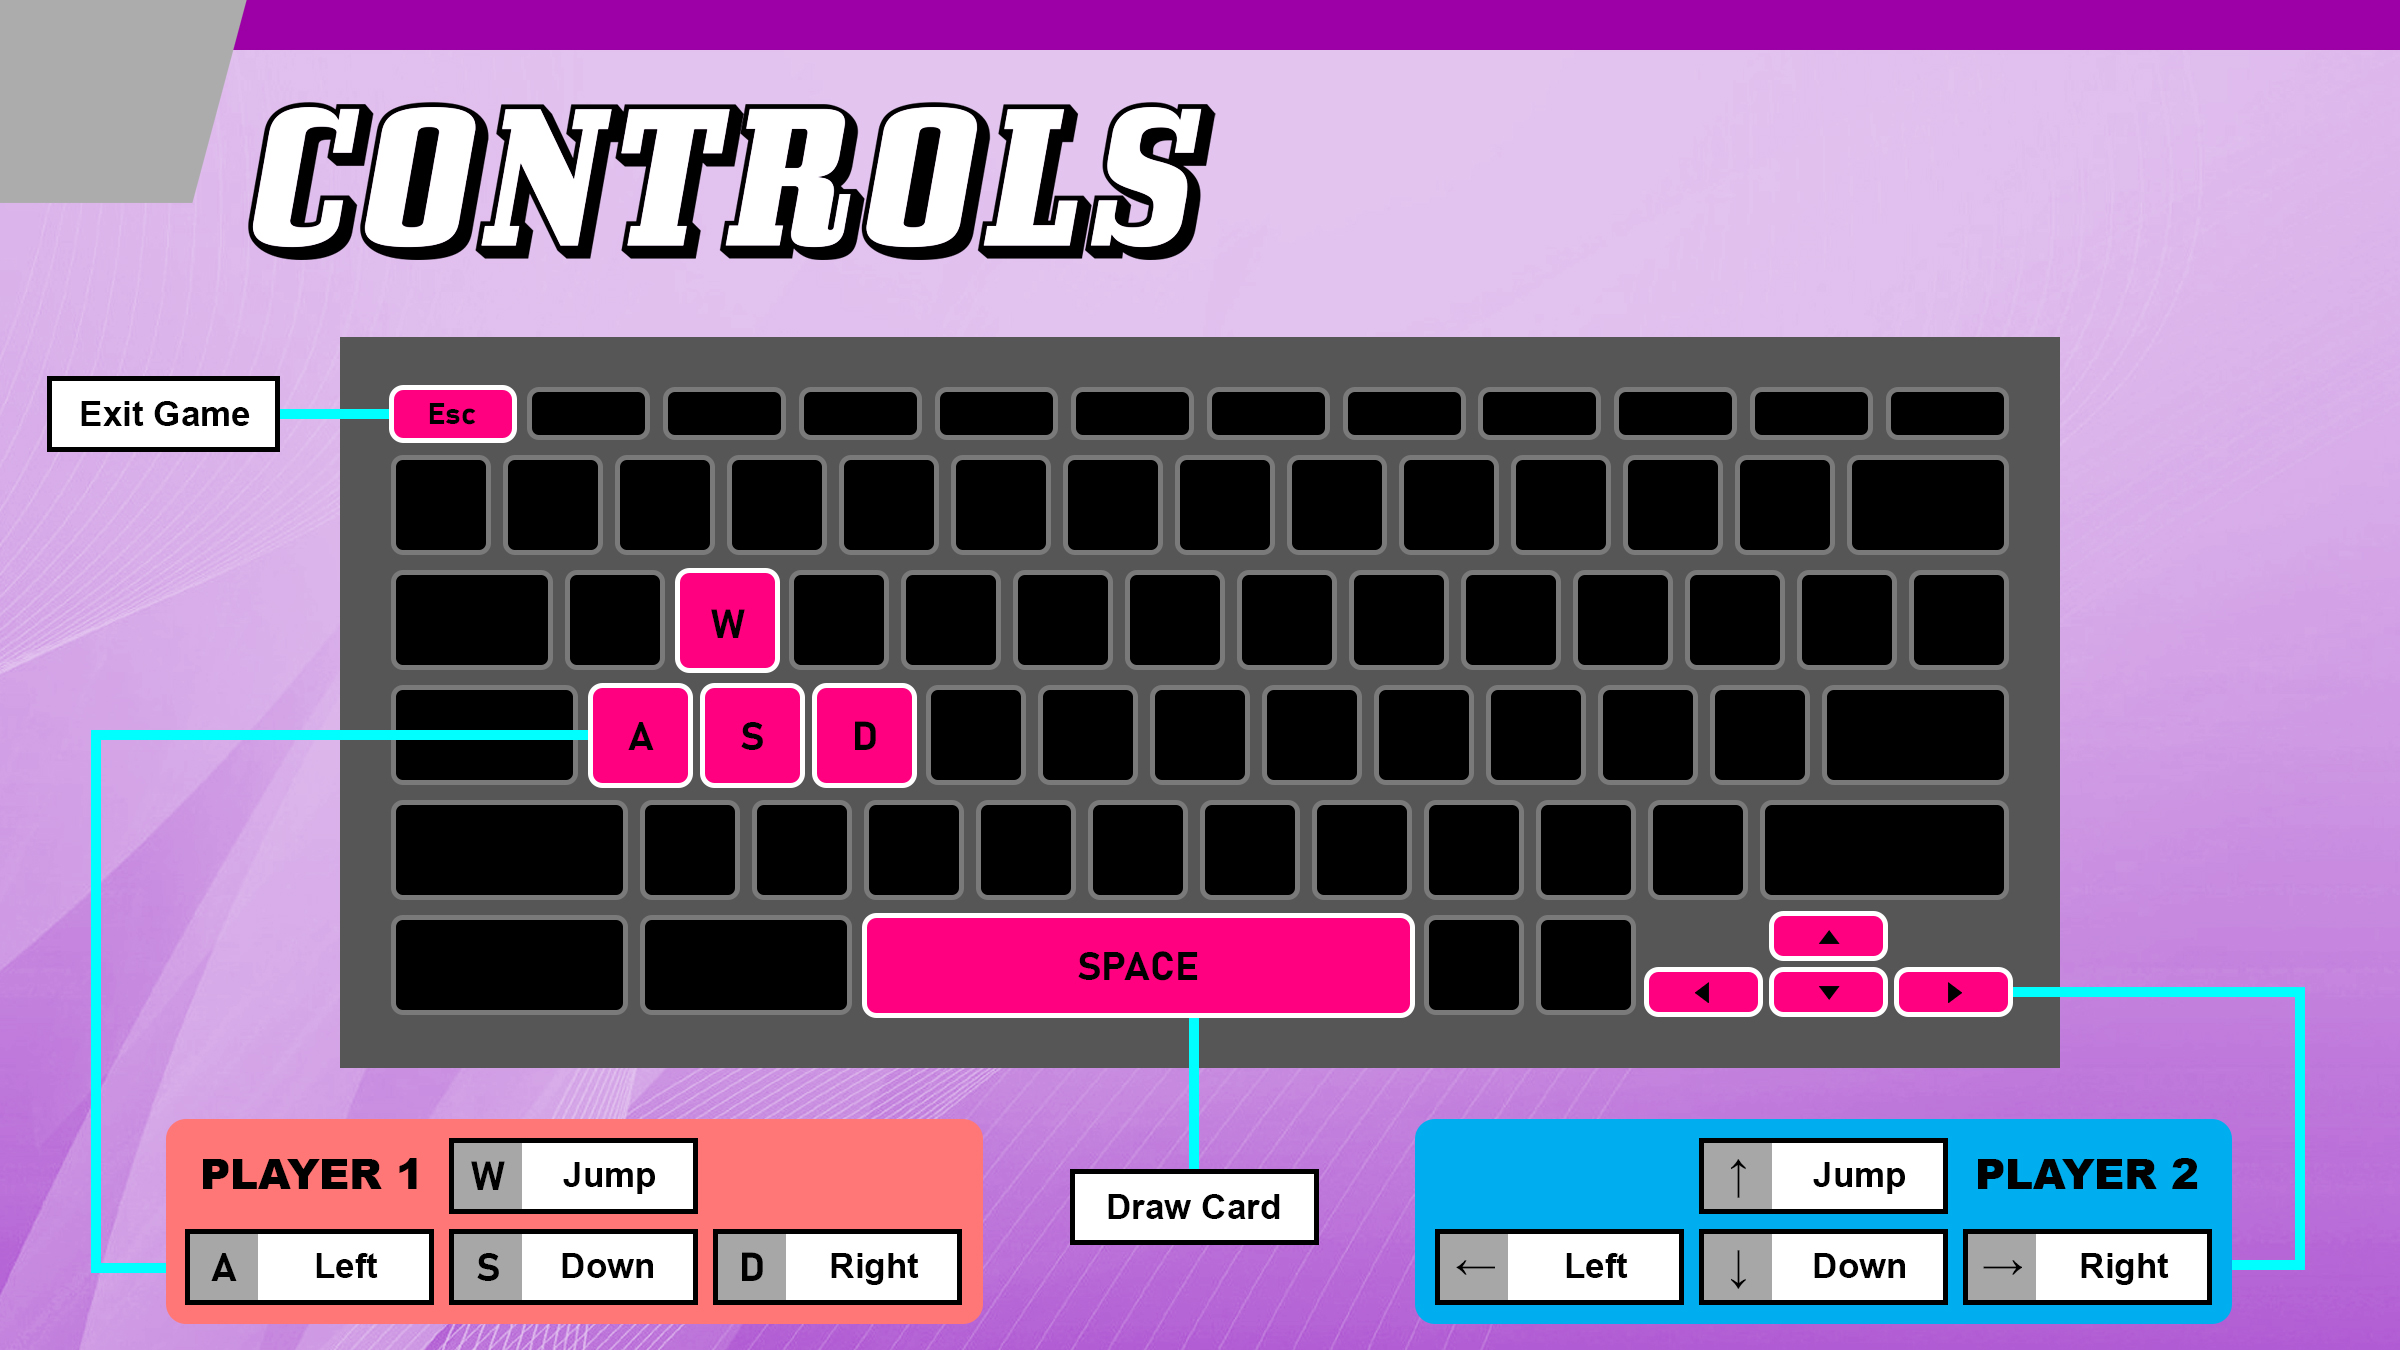 CONTROLS
Exit Game
Esc
W
A S D
SPACE
▲
◀ ▼ ▶
PLAYER 1
W Jump
A Left
S Down
D Right
Draw Card
↑ Jump
PLAYER 2
← Left
↓ Down
→ Right